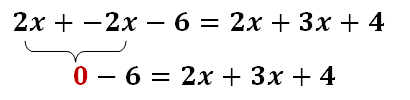 2x + −2x − 6 = 2x + 3x + 4
0 − 6 = 2x + 3x + 4